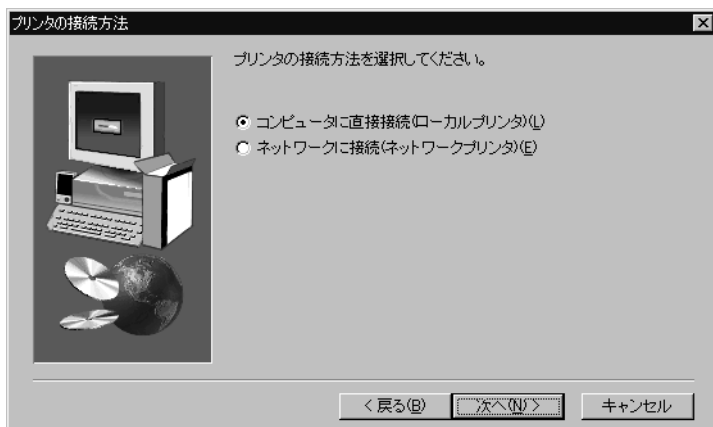 プリンタの接続方法
プリンタの接続方法を選択してください。
コンピュータに直接接続(ローカルプリンタ)(L)
ネットワークに接続(ネットワークプリンタ)(E)
< 戻る(B) 次へ(N) > キャンセル